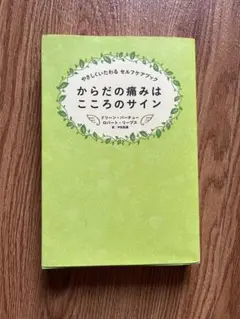 やさしくいたわる セルフケアブック
からだの痛みは
こころのサイン
ドリーン・バーチュー
ロバート・リーヴス